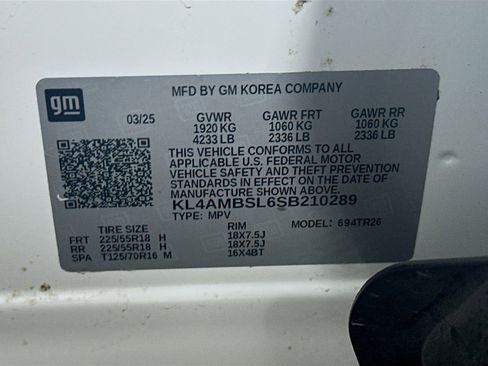 gm
MFD BY GM KOREA COMPANY
03/25 GVWR GAWR FRT GAWR RR
1920 KG 1060 KG 1060 KG
4233 LB 2336 LB 2336 LB
THIS VEHICLE CONFORMS TO ALL
APPLICABLE U.S. FEDERAL MOTOR
VEHICLE SAFETY AND THEFT PREVENTION
STANDARDS IN EFFECT ON THE DATE OF
MANUFACTURE SHOWN ABOVE.
KL4AMBSL6SB210289
TYPE: MPV MODEL: 694TR26
TIRE SIZE RIM
FRT 225/55R18 H 18X7.5J
RR 225/55R18 H 18X7.5J
SPA T125/70R16 M 16X4BT